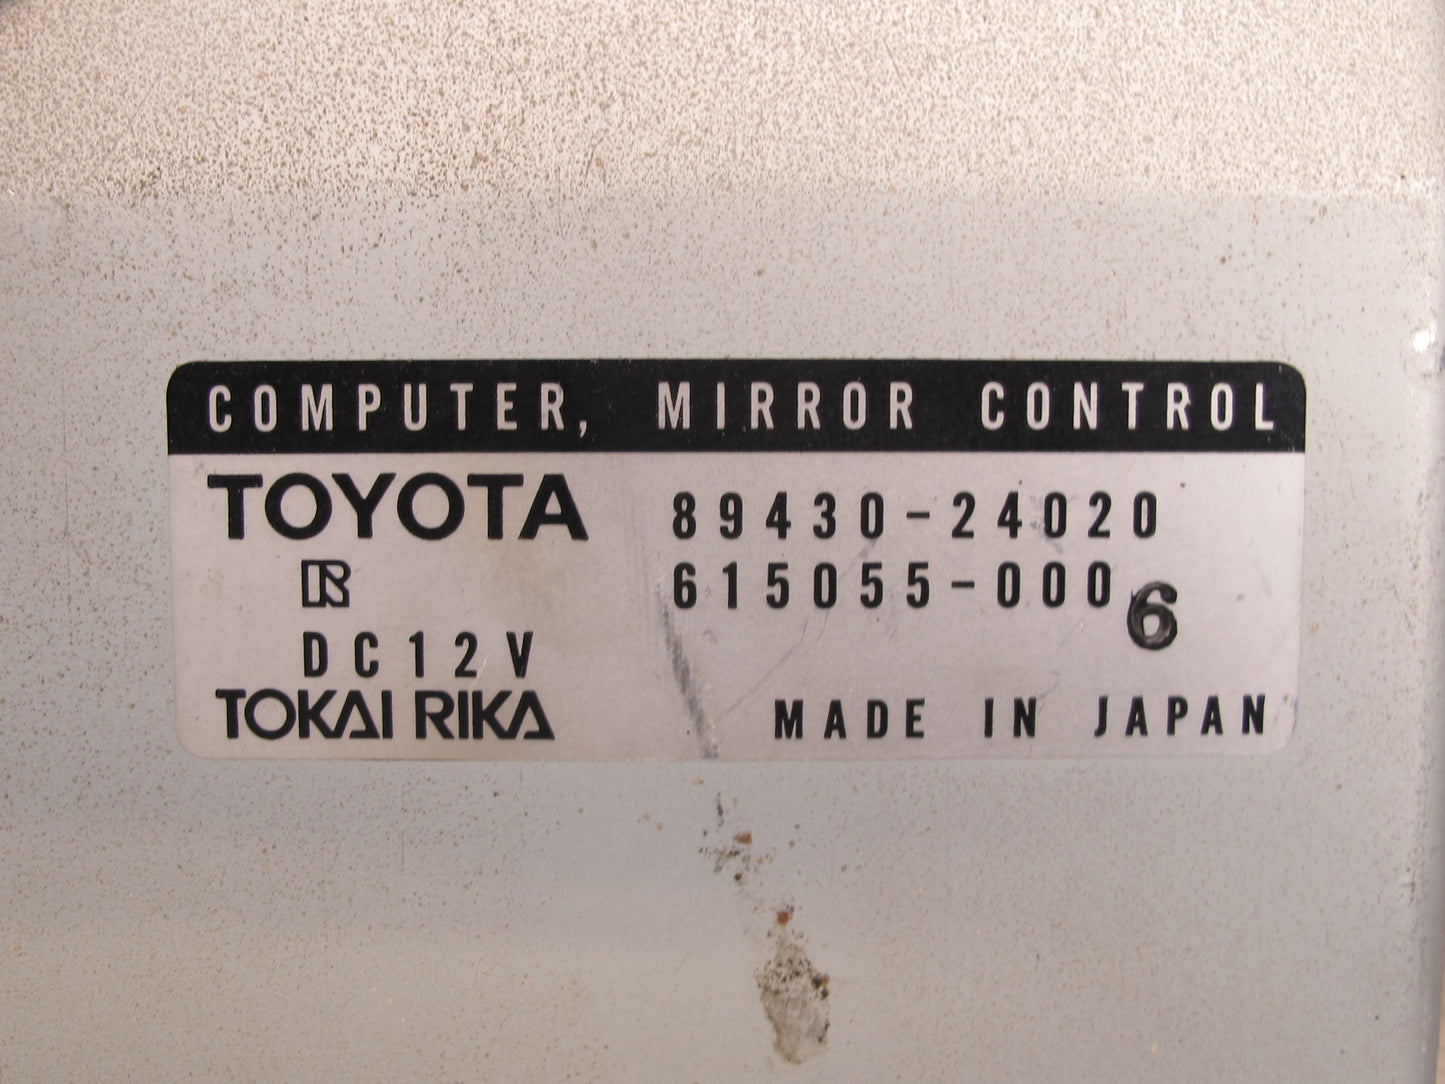 COMPUTER, MIRROR CONTROL
TOYOTA 89430-24020
R 615055-000 6
DC12V
TOKAI RIKA MADE IN JAPAN